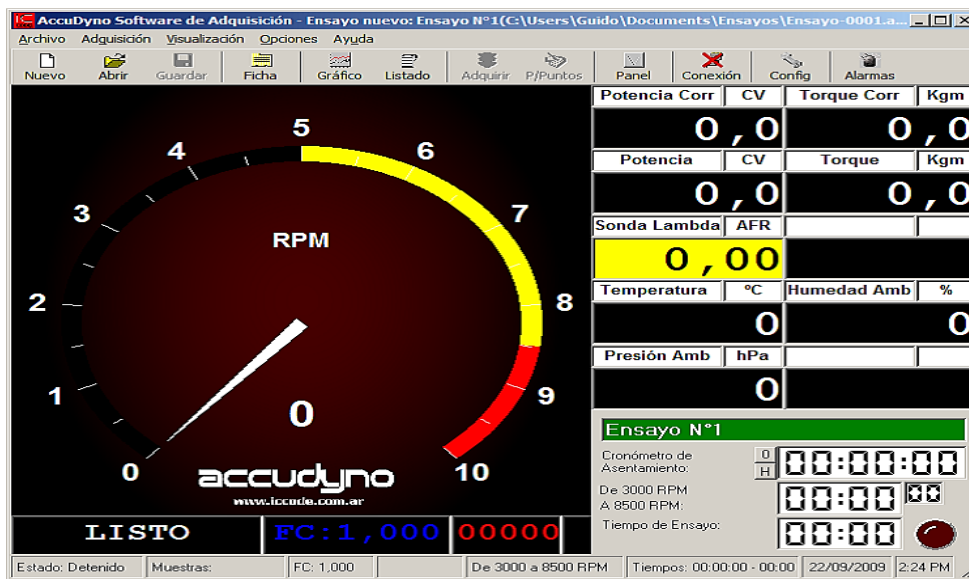 AccuDyno Software de Adquisición - Ensayo nuevo: Ensayo N°1(C:\Users\Guido\Documents\Ensayos\Ensayo-0001.a...
Archivo Adquisición Visualización Opciones Ayuda
Nuevo Abrir Guardar Ficha Gráfico Listado Adquirir P/Puntos Panel Conexión Config Alarmas
Potencia Corr CV Torque Corr Kgm
0,0 0,0
Potencia CV Torque Kgm
0,0 0,0
Sonda Lambda AFR
0,00
Temperatura ºC Humedad Amb %
0 0
Presión Amb hPa
0
0 1 2 3 4 5 6 7 8 9 10
RPM
0
accudyno
www.iccude.com.ar
LISTO FC:1,000 00000
Ensayo N°1
Cronómetro de
Asentamiento:
0
H
00:00:00
De 3000 RPM
A 8500 RPM:
00:00 00
Tiempo de Ensayo:
00:00
Estado: Detenido Muestras: FC: 1,000 De 3000 a 8500 RPM Tiempos: 00:00:00 - 00:00 22/09/2009 2:24 PM